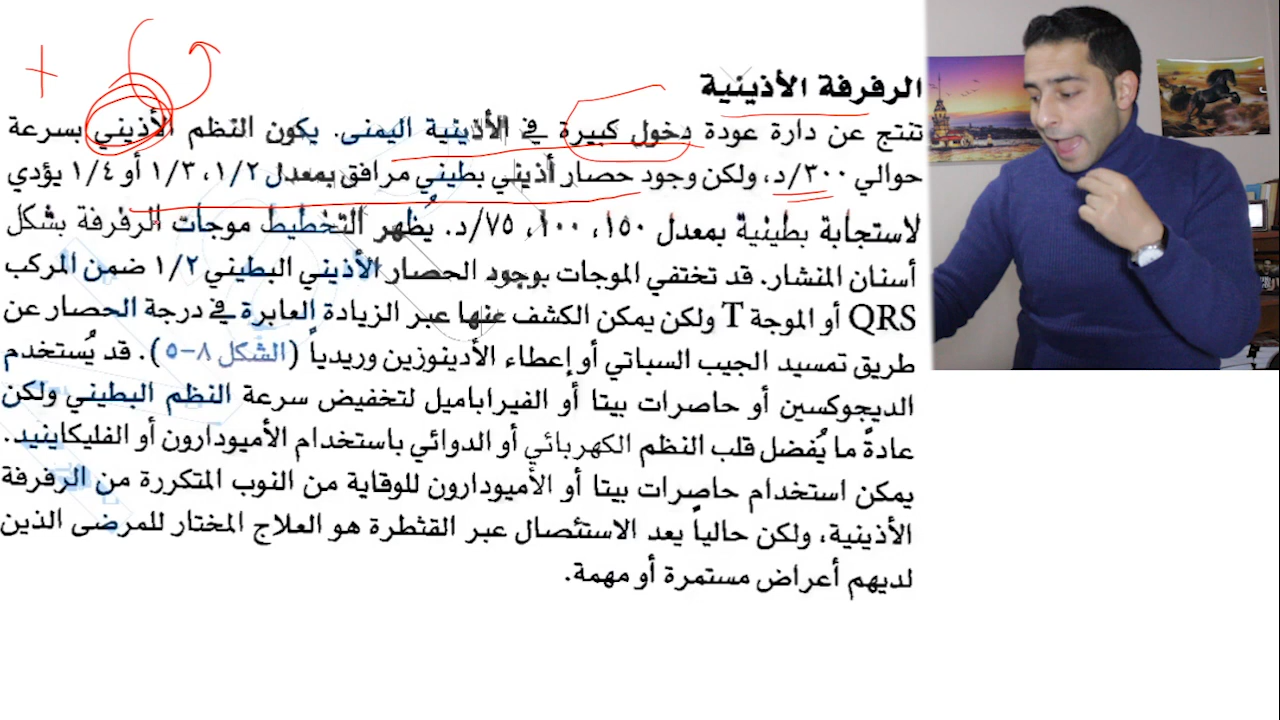 الرفرفة الأذينية
تنتج عن دارة عودة دخول كبيرة في الأذينية اليمنى. يكون النظم الأذيني بسرعة
حوالي ٣٠٠/د، ولكن وجود حصار أذيني بطيني مرافق بمعدل ١/٢، ١/٣ أو ١/٤ يؤدي
لاستجابة بطينية بمعدل ١٥٠، ١٠٠، ٧٥/د. يُظهر التخطيط موجات الرفرفة بشكل
أسنان المنشار. قد تختفي الموجات بوجود الحصار الأذيني البطيني ١/٢ ضمن المركب
QRS أو الموجة T ولكن يمكن الكشف عنها عبر الزيادة العابرة في درجة الحصار عن
طريق تمسيد الجيب السباتي أو إعطاء الأدينوزين وريدياً (الشكل ٨-٥). قد يُستخدم
الديجوكسين أو حاصرات بيتا أو الفيراباميل لتخفيض سرعة النظم البطيني ولكن
عادةً ما يُفضل قلب النظم الكهربائي أو الدوائي باستخدام الأميودارون أو الفليكاينيد.
يمكن استخدام حاصرات بيتا أو الأميودارون للوقاية من النوب المتكررة من الرفرفة
الأذينية، ولكن حالياً يعد الاستئصال عبر القثطرة هو العلاج المختار للمرضى الذين
لديهم أعراض مستمرة أو مهمة.